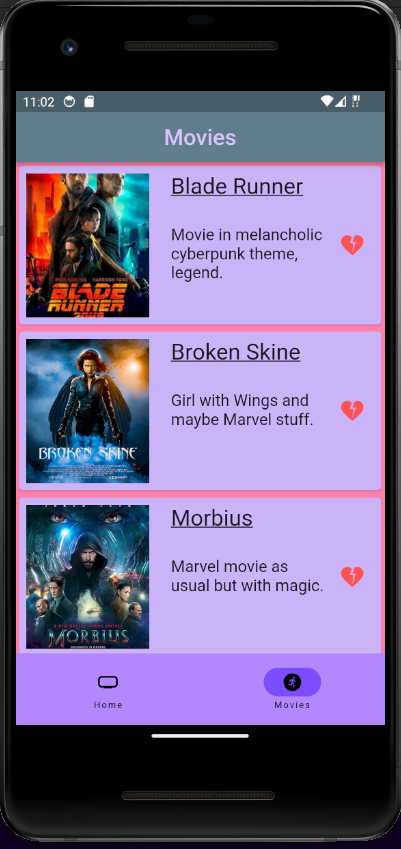 11:02
Movies
Blade Runner
Movie in melancholic
cyberpunk theme,
legend.
BLADE
RUNNER
Broken Skine
Girl with Wings and
maybe Marvel stuff.
BROKEN SKINE
Morbius
Marvel movie as
usual but with magic.
MORBIUS
Home
Movies